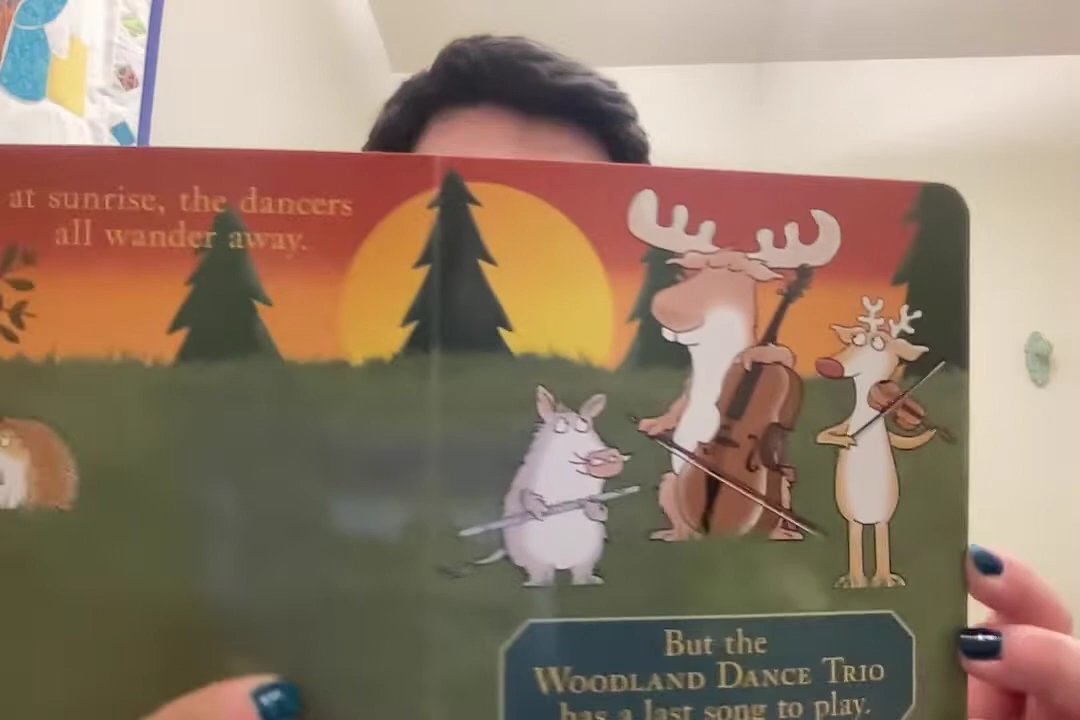 at sunrise, the dancers
all wander away.
But the
WOODLAND DANCE TRIO
has a last song to play.